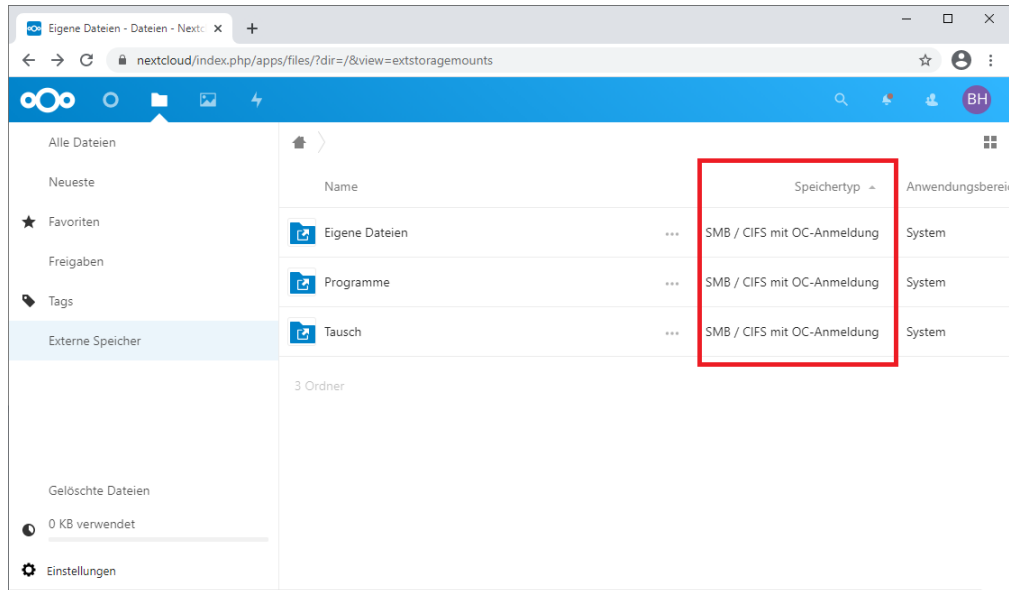 Eigene Dateien - Dateien - Nextc
nextcloud/index.php/apps/files/?dir=/&view=extstoragemounts
BH
Alle Dateien
Neueste
Favoriten
Freigaben
Tags
Externe Speicher
Gelöschte Dateien
0 KB verwendet
Einstellungen
Name Speichertyp Anwendungsberei
Eigene Dateien SMB / CIFS mit OC-Anmeldung System
Programme SMB / CIFS mit OC-Anmeldung System
Tausch SMB / CIFS mit OC-Anmeldung System
3 Ordner